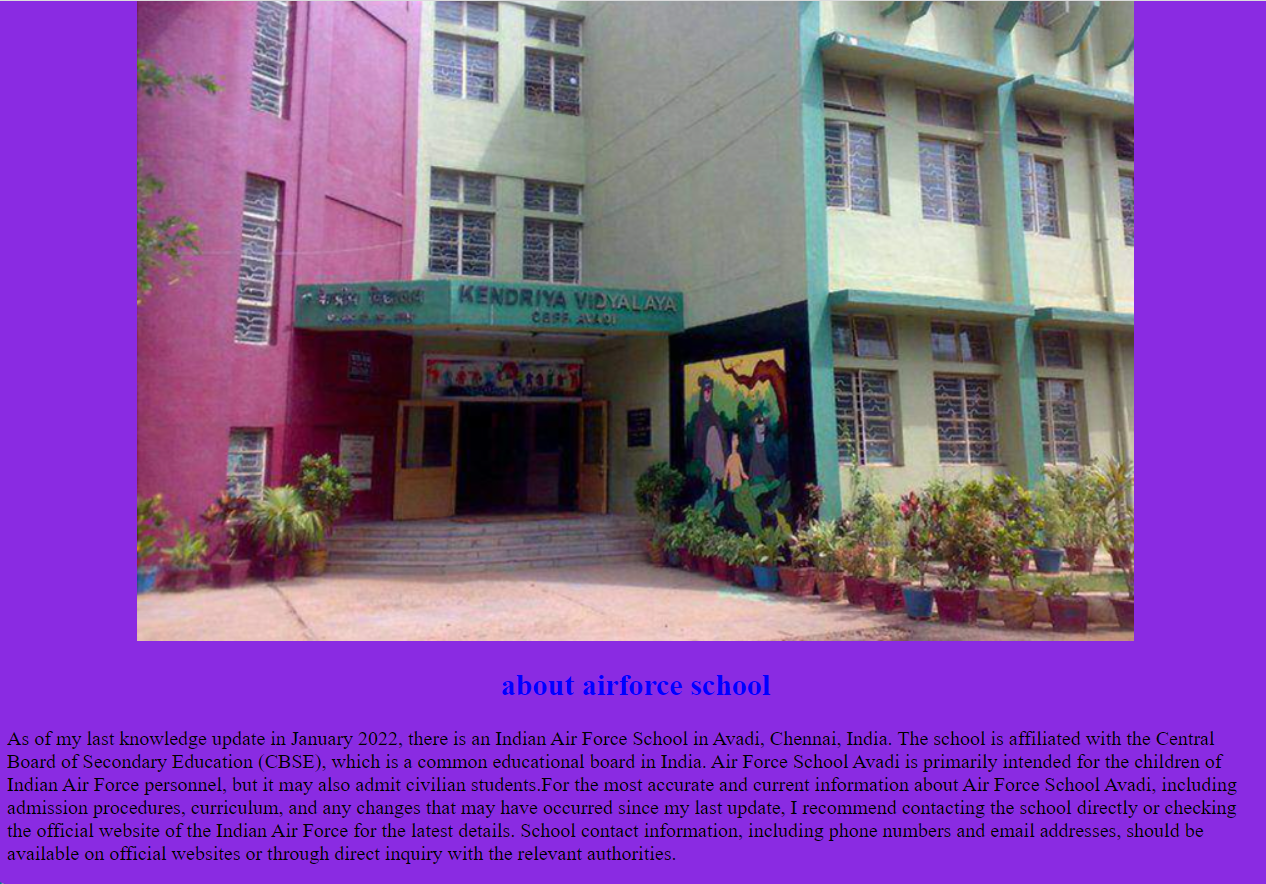 केन्द्रीय विद्यालय
KENDRIYA VIDYALAYA
CRPF AVADI
about airforce school
As of my last knowledge update in January 2022, there is an Indian Air Force School in Avadi, Chennai, India. The school is affiliated with the Central
Board of Secondary Education (CBSE), which is a common educational board in India. Air Force School Avadi is primarily intended for the children of
Indian Air Force personnel, but it may also admit civilian students.For the most accurate and current information about Air Force School Avadi, including
admission procedures, curriculum, and any changes that may have occurred since my last update, I recommend contacting the school directly or checking
the official website of the Indian Air Force for the latest details. School contact information, including phone numbers and email addresses, should be
available on official websites or through direct inquiry with the relevant authorities.